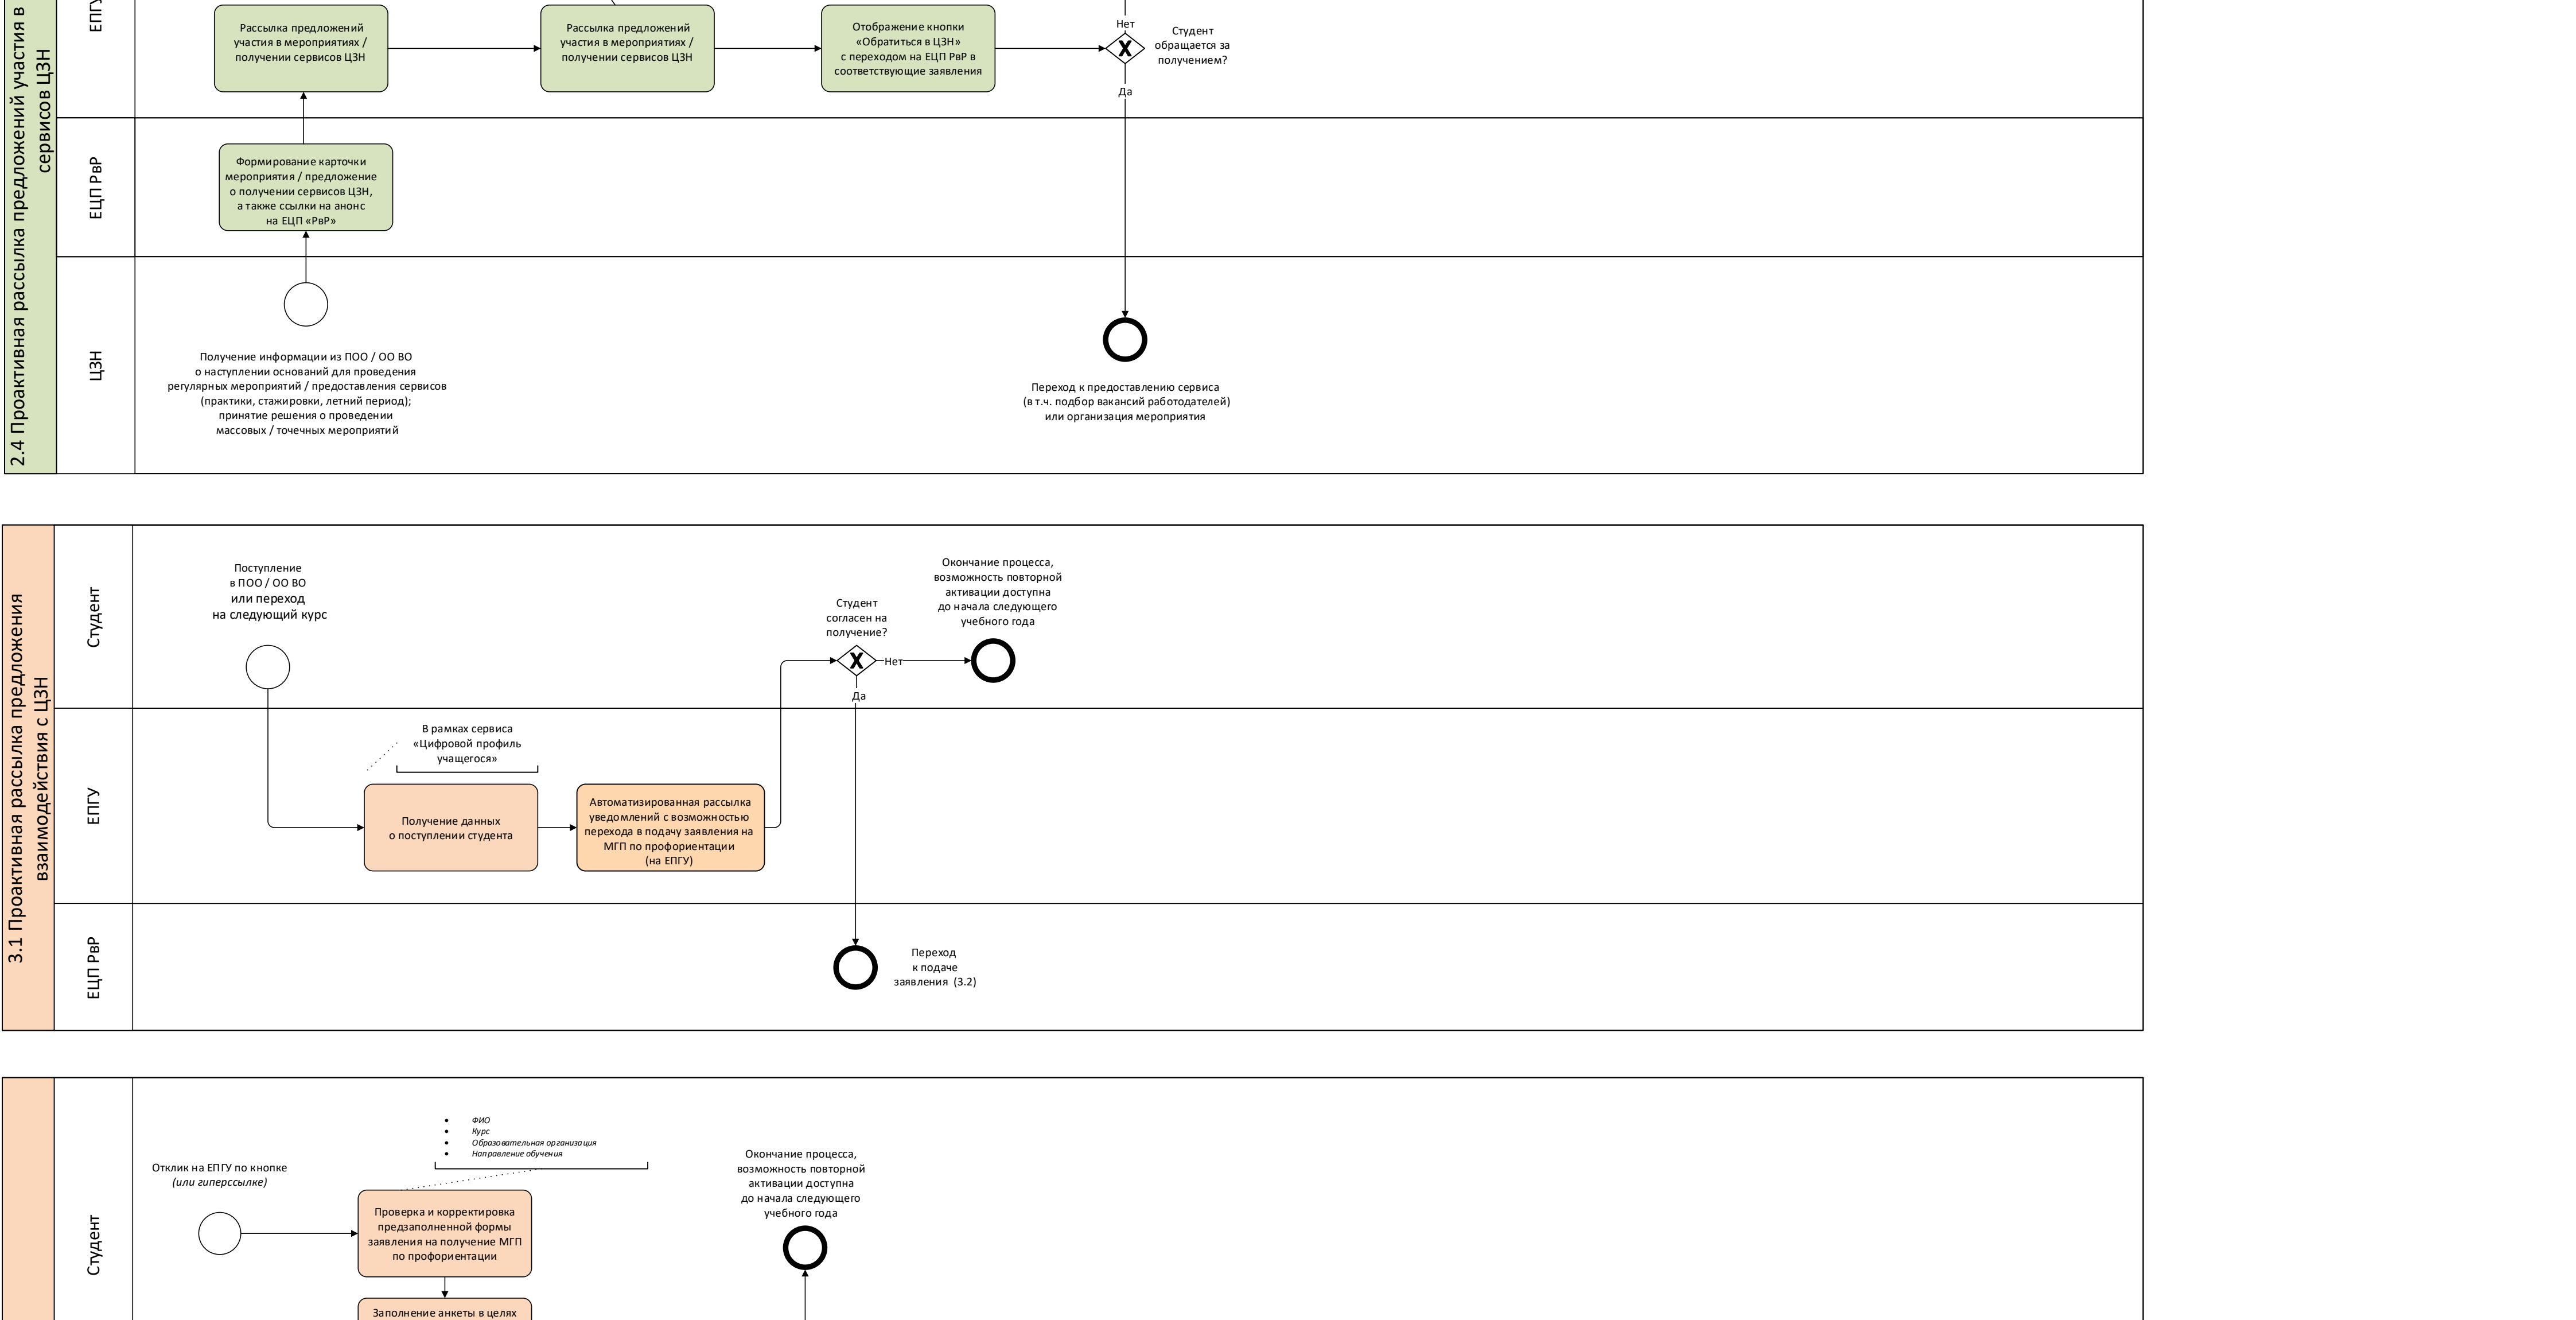 2.4 Проактивная рассылка предложений участия в
сервисов ЦЗН
ЕПГУ
Рассылка предложений
участия в мероприятиях /
получении сервисов ЦЗН
Рассылка предложений
участия в мероприятиях /
получении сервисов ЦЗН
Отображение кнопки
«Обратиться в ЦЗН»
с переходом на ЕЦП РвР в
соответствующие заявления
Нет
Студент
обращается за
получением?
Да
ЕЦП РвР
Формирование карточки
мероприятия / предложение
о получении сервисов ЦЗН,
а также ссылки на анонс
на ЕЦП «РвР»
ЦЗН
Получение информации из ПОО / ОО ВО
о наступлении оснований для проведения
регулярных мероприятий / предоставления сервисов
(практики, стажировки, летний период);
принятие решения о проведении
массовых / точечных мероприятий
Переход к предоставлению сервиса
(в т.ч. подбор вакансий работодателей)
или организация мероприятия
3.1 Проактивная рассылка предложения
взаимодействия с ЦЗН
Студент
Поступление
в ПОО / ОО ВО
или переход
на следующий курс
Студент
согласен на
получение?
Нет
Да
Окончание процесса,
возможность повторной
активации доступна
до начала следующего
учебного года
ЕПГУ
В рамках сервиса
«Цифровой профиль
учащегося»
Получение данных
о поступлении студента
Автоматизированная рассылка
уведомлений с возможностью
перехода в подачу заявления на
МГП по профориентации
(на ЕПГУ)
ЕЦП РвР
Переход
к подаче
заявления (3.2)
Студент
Отклик на ЕПГУ по кнопке
(или гиперссылке)
• ФИО
• Курс
• Образовательная организация
• Направление обучения
Проверка и корректировка
предзаполненной формы
заявления на получение МГП
по профориентации
Заполнение анкеты в целях
Окончание процесса,
возможность повторной
активации доступна
до начала следующего
учебного года